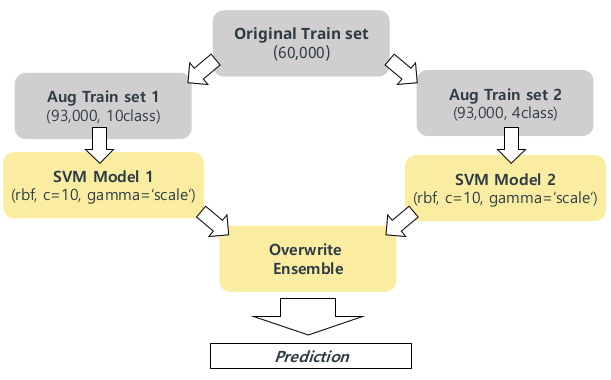 Original Train set
(60,000)
Aug Train set 1
(93,000, 10class)
Aug Train set 2
(93,000, 4class)
SVM Model 1
(rbf, c=10, gamma=‘scale’)
SVM Model 2
(rbf, c=10, gamma=‘scale’)
Overwrite
Ensemble
Prediction